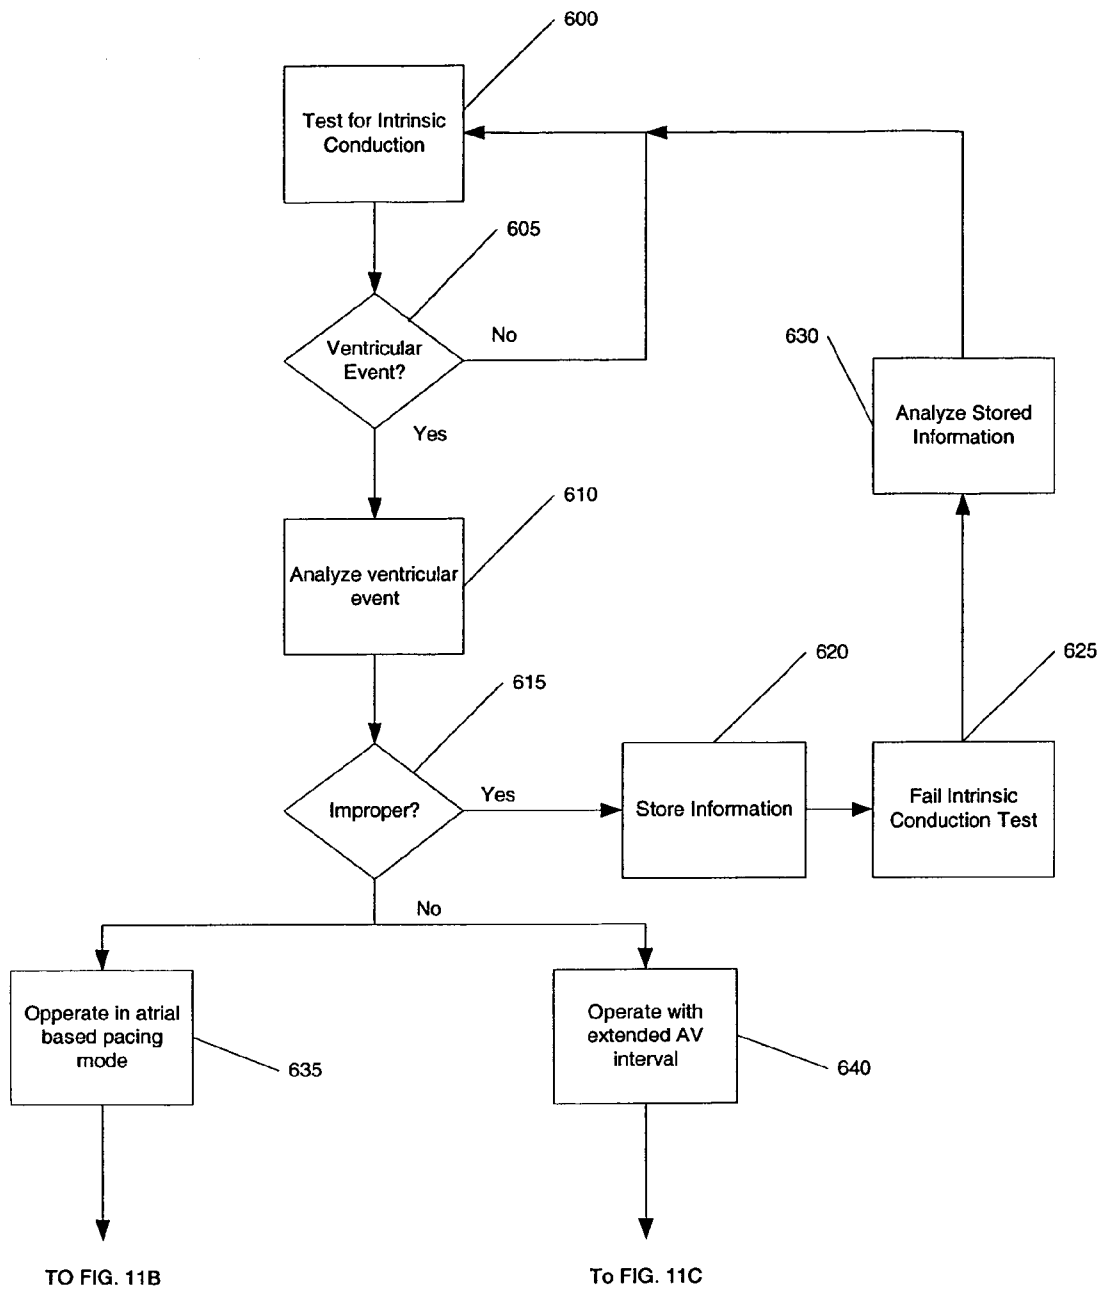 600
Test for Intrinsic
Conduction
605
Ventricular
Event?
No
Yes
630
Analyze Stored
Information
610
Analyze ventricular
event
615
Improper?
Yes
620
Store Information
625
Fail Intrinsic
Conduction Test
No
Opperate in atrial
based pacing
mode
635
Operate with
extended AV
interval
640
TO FIG. 11B
To FIG. 11C